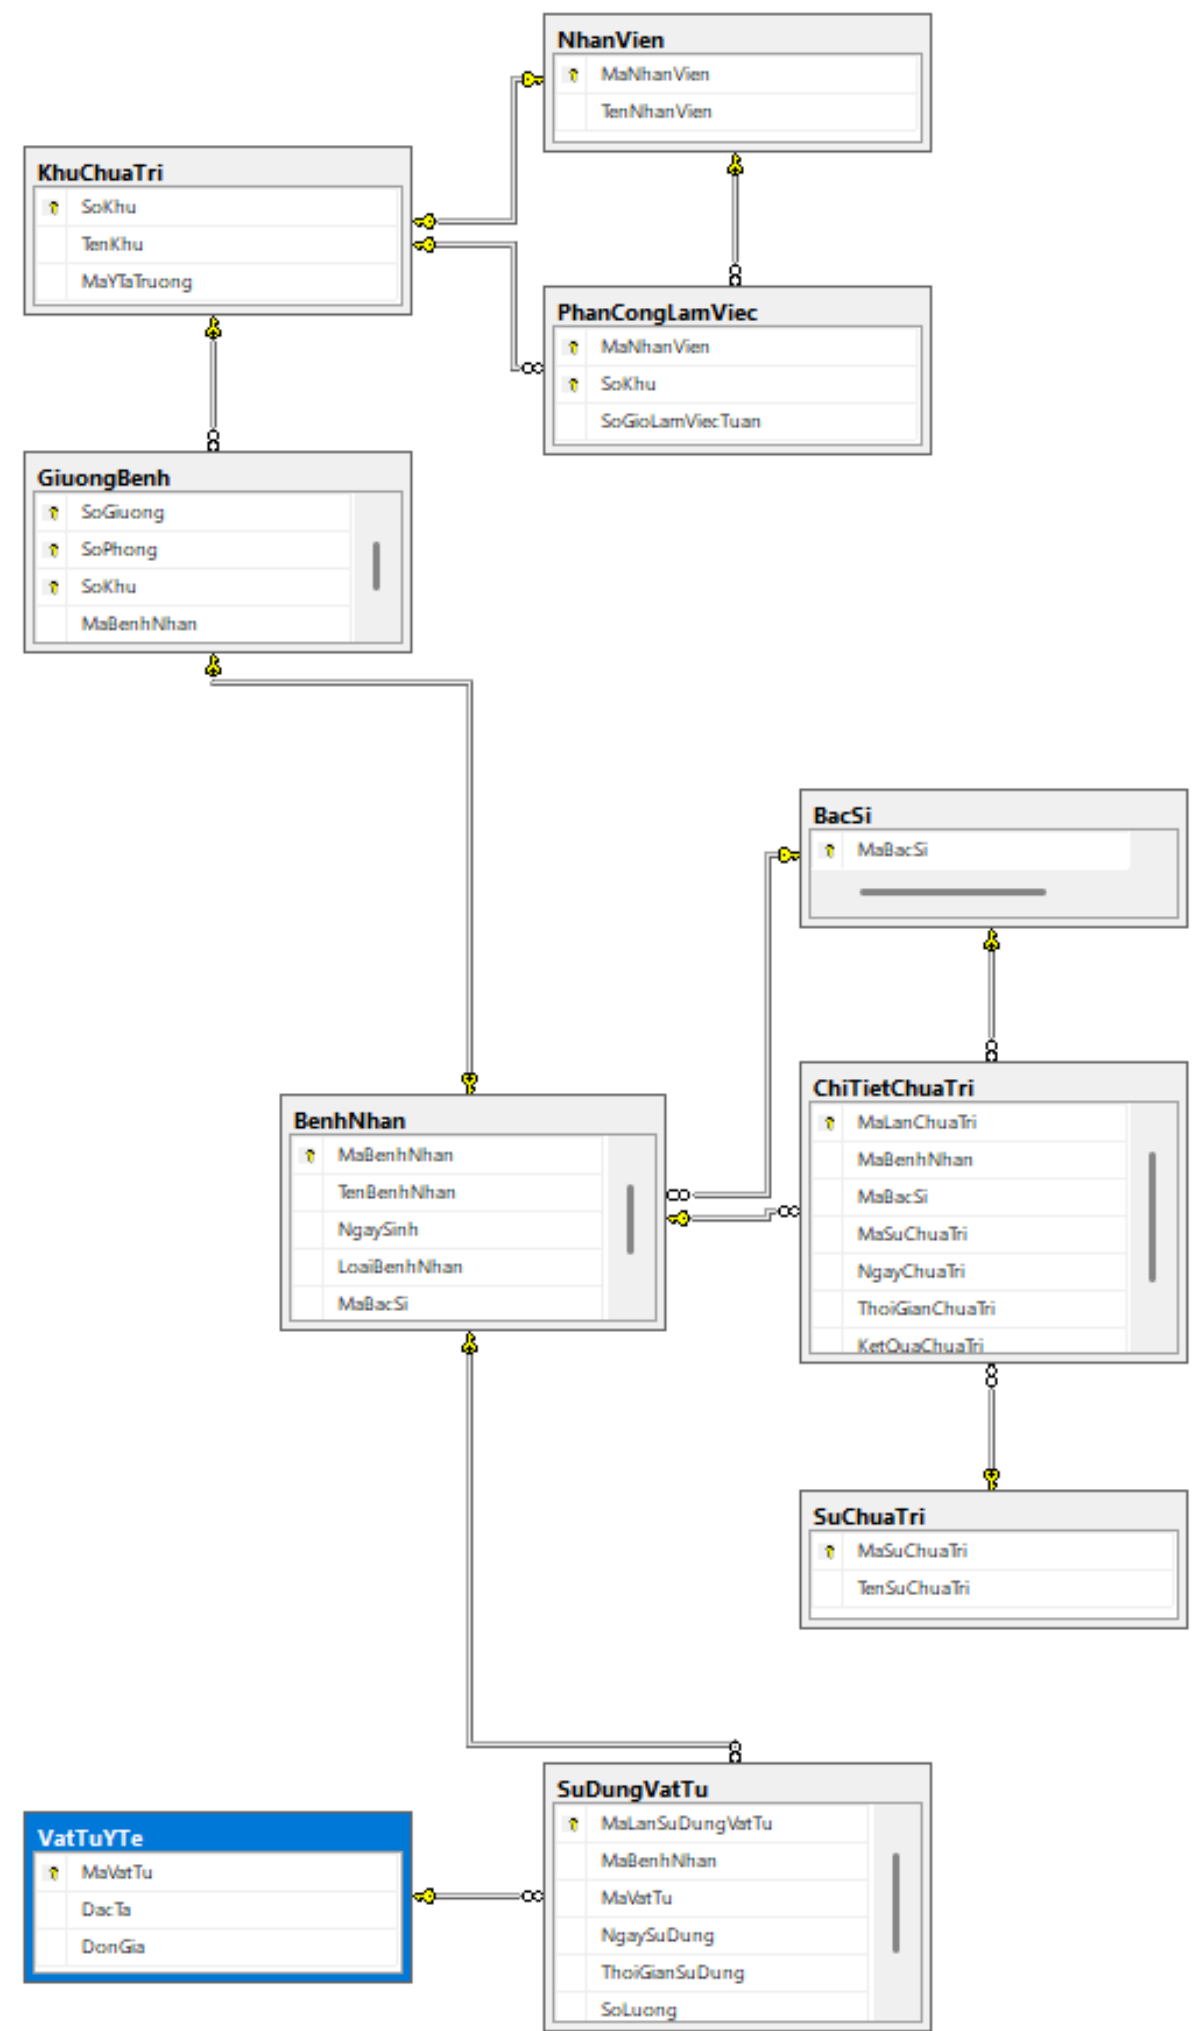 NhanVien
MaNhanVien
TenNhanVien
KhuChuaTri
SoKhu
TenKhu
MaYTaTruong
PhanCongLamViec
MaNhanVien
SoKhu
SoGioLamViecTuan
GiuongBenh
SoGiuong
SoPhong
SoKhu
MaBenhNhan
BacSi
MaBacSi
ChiTietChuaTri
MaLanChuaTri
MaBenhNhan
MaBacSi
MaSuChuaTri
NgayChuaTri
ThoiGianChuaTri
KetQuaChuaTri
BenhNhan
MaBenhNhan
TenBenhNhan
NgaySinh
LoaiBenhNhan
MaBacSi
SuChuaTri
MaSuChuaTri
TenSuChuaTri
SuDungVatTu
MaLanSuDungVatTu
MaBenhNhan
MaVatTu
NgaySuDung
ThoiGianSuDung
SoLuong
VatTuYTe
MaVatTu
DacTa
DonGia